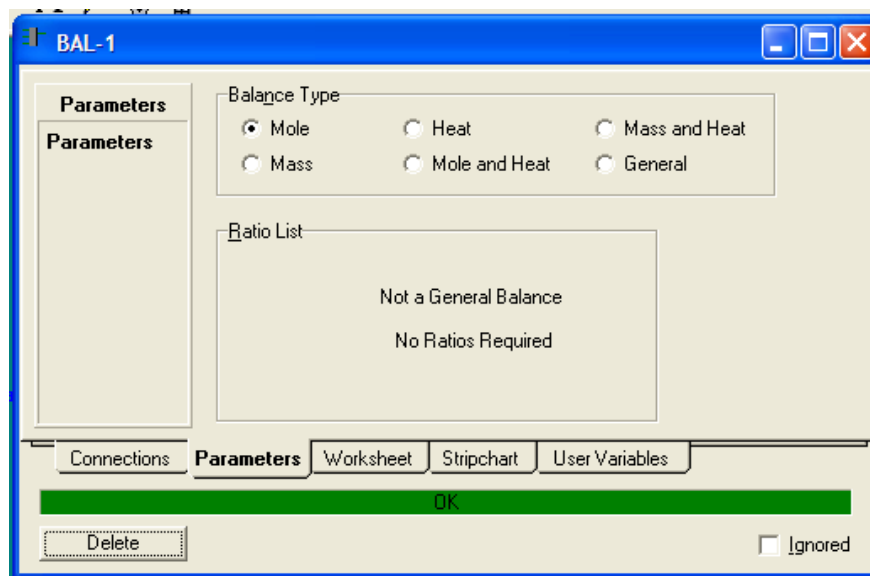 BAL-1
Parameters
Parameters
Balance Type
Mole
Heat
Mass and Heat
Mass
Mole and Heat
General
Ratio List
Not a General Balance
No Ratios Required
Connections
Parameters
Worksheet
Stripchart
User Variables
OK
Delete
Ignored